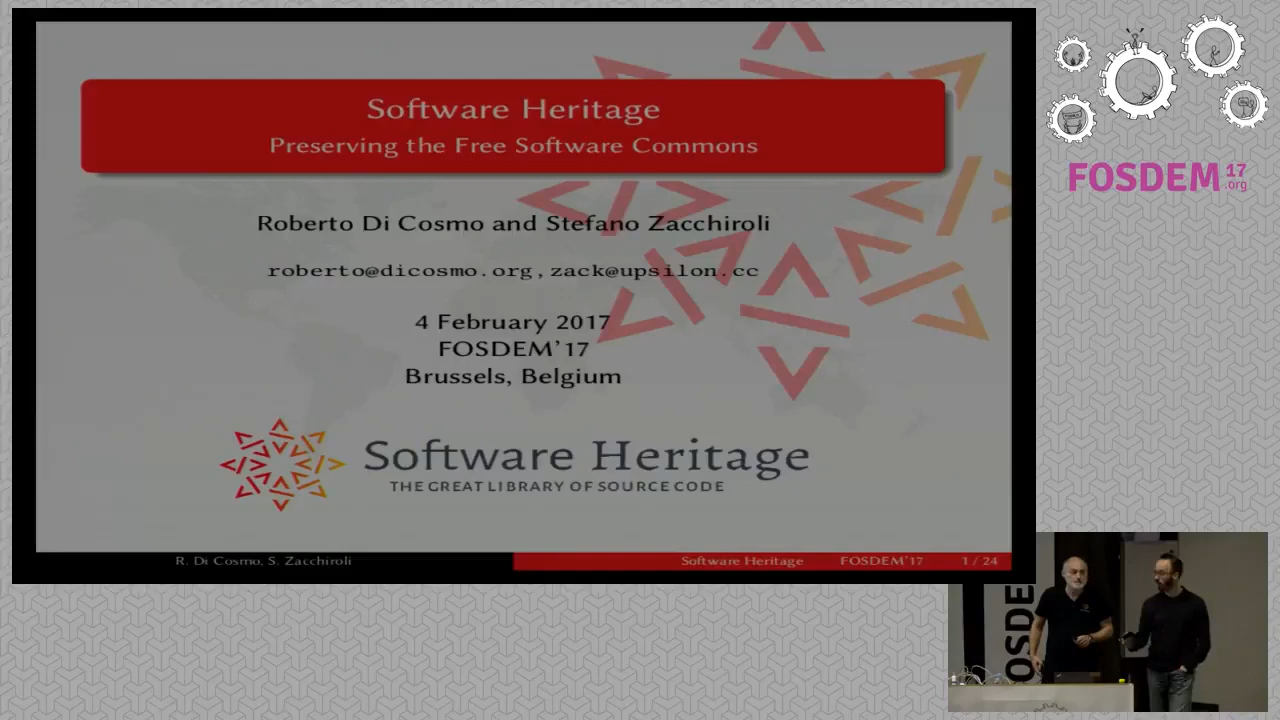 Software Heritage
Preserving the Free Software Commons
Roberto Di Cosmo and Stefano Zacchiroli
roberto@dicosmo.org,zack@upsilon.cc
4 February 2017
FOSDEM'17
Brussels, Belgium
Software Heritage
THE GREAT LIBRARY OF SOURCE CODE
R. Di Cosmo, S. Zacchiroli
Software Heritage FOSDEM'17 1 / 24
FOSDEM 17
.org
OSDE